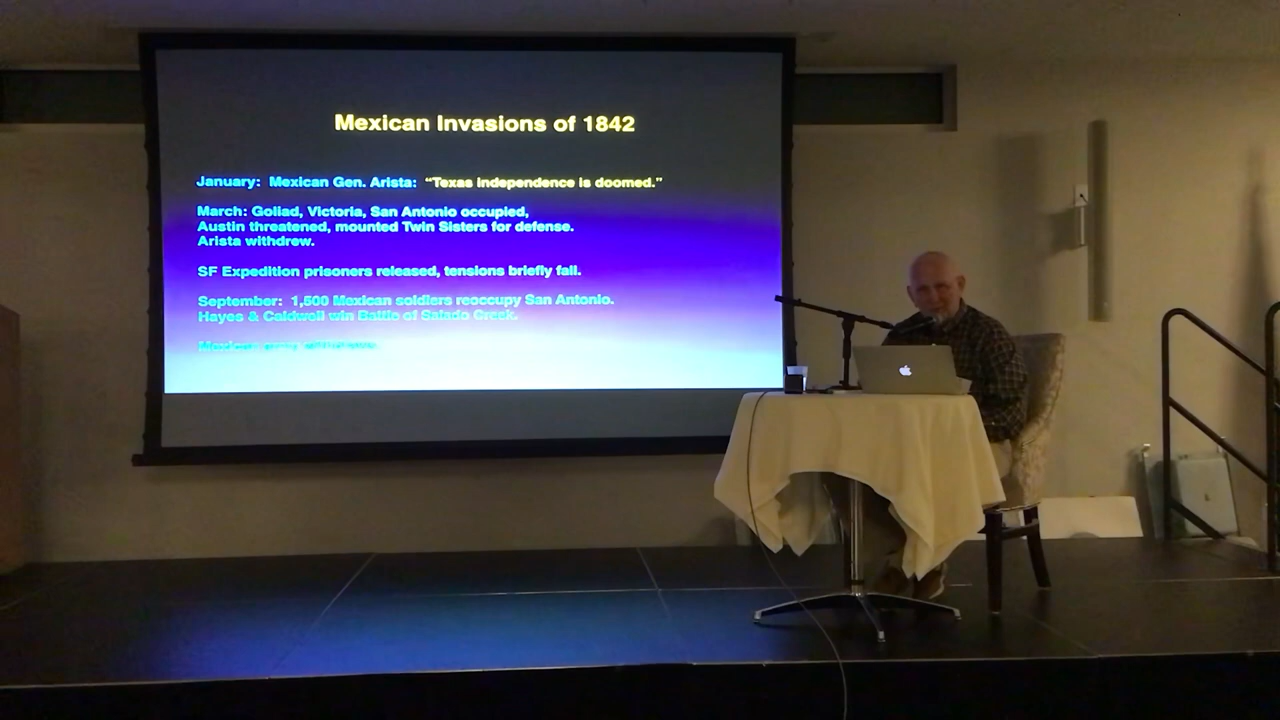 Mexican Invasions of 1842
January: Mexican Gen. Arista: “Texas independence is doomed.”
March: Goliad, Victoria, San Antonio occupied,
Austin threatened, mounted Twin Sisters for defense.
Arista withdrew.
SF Expedition prisoners released, tensions briefly fall.
September: 1,500 Mexican soldiers reoccupy San Antonio.
Hayes & Caldwell win Battle of Salado Creek.
Mexican army